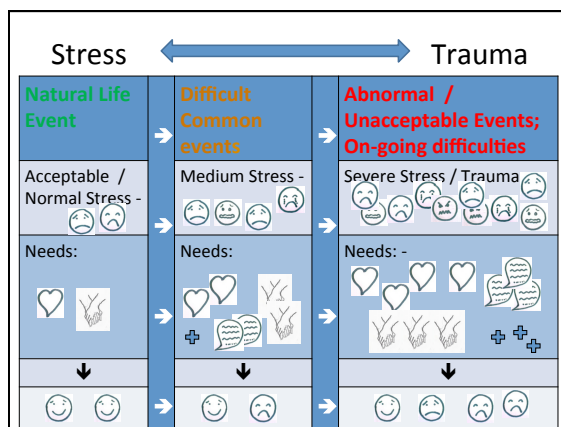 Stress
Trauma
Natural Life
Event
Difficult
Common
events
Abnormal /
Unacceptable Events;
On-going difficulties
Acceptable /
Normal Stress -
Medium Stress -
Severe Stress / Trauma
Needs:
Needs:
Needs: -